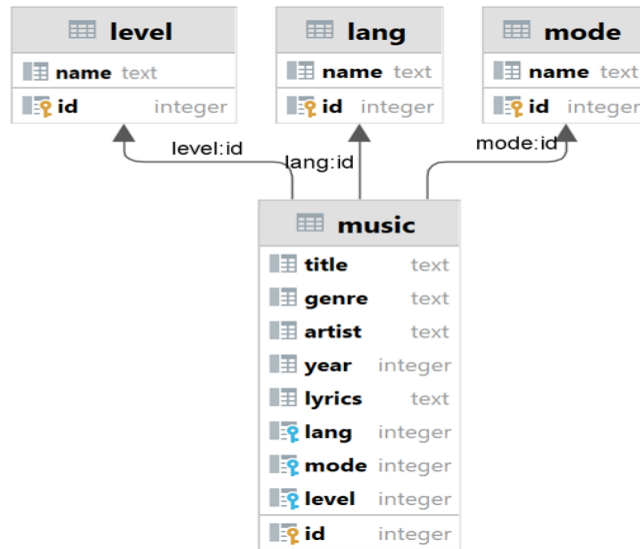 level
name text
id integer
lang
name text
id integer
mode
name text
id integer
level:id
lang:id
mode:id
music
title text
genre text
artist text
year integer
lyrics text
lang integer
mode integer
level integer
id integer